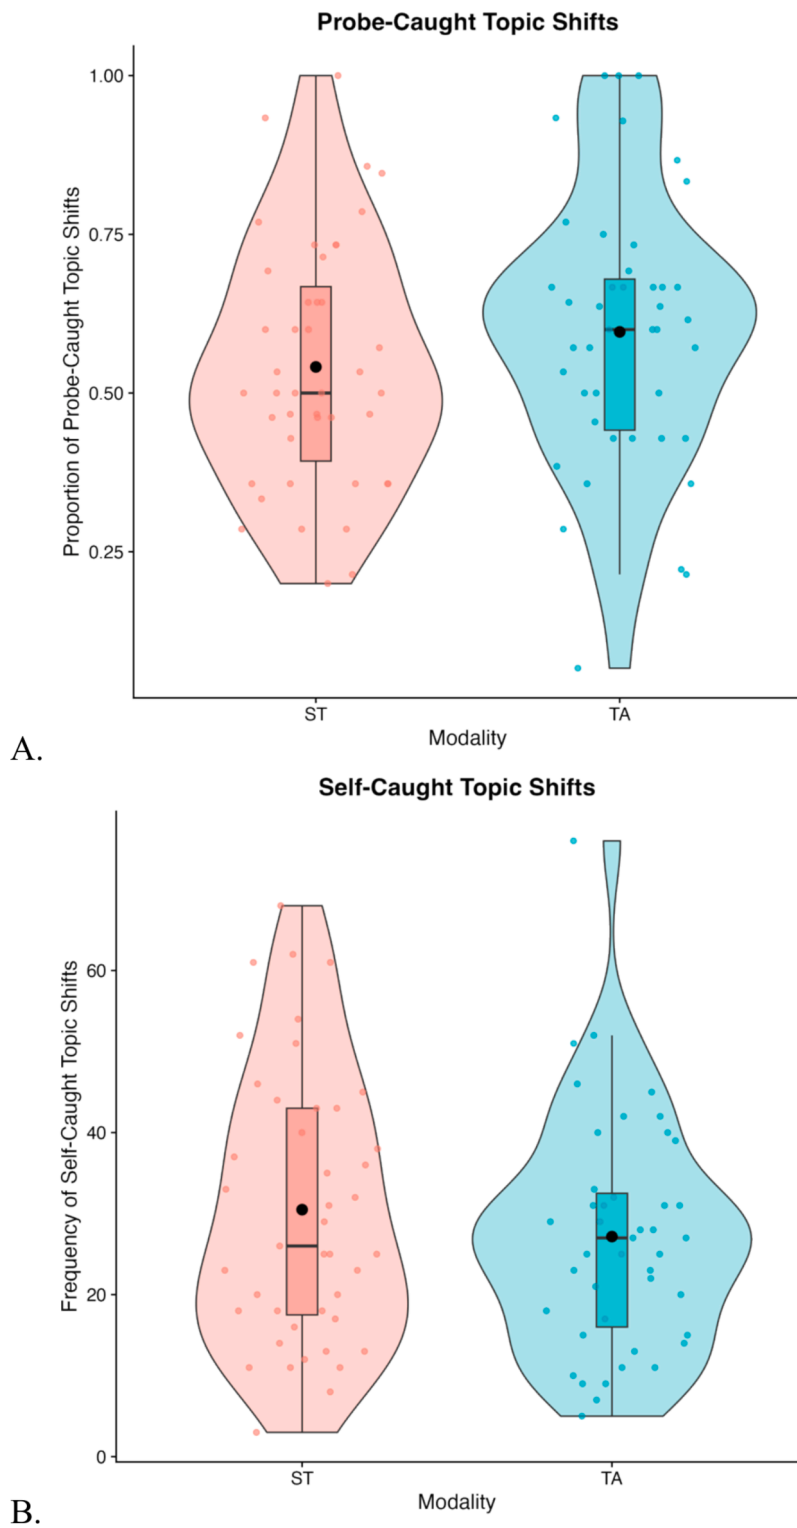 Probe-Caught Topic Shifts
Proportion of Probe-Caught Topic Shifts
1.00
0.75
0.50
0.25
ST
TA
Modality
A.
Self-Caught Topic Shifts
Frequency of Self-Caught Topic Shifts
60
40
20
0
ST
TA
Modality
B.